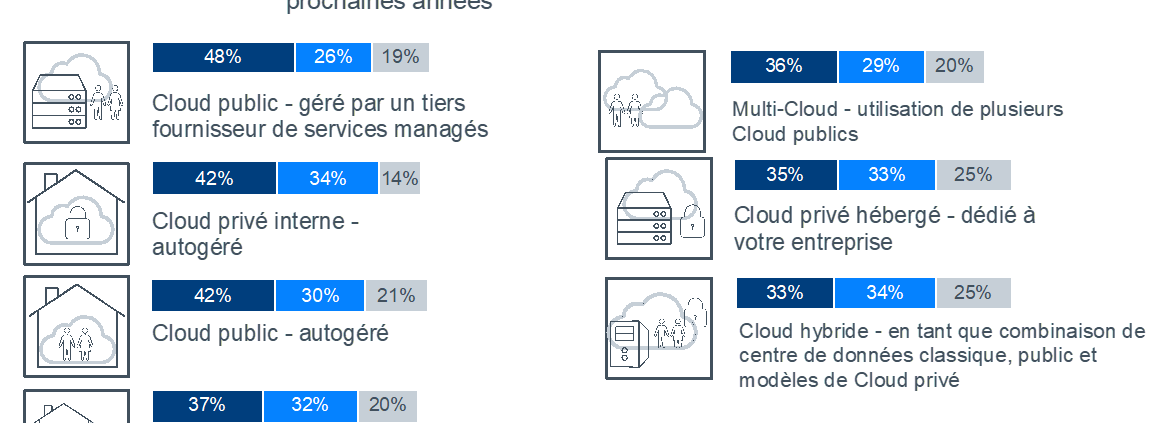 prochaines années
48% 26% 19%
Cloud public - géré par un tiers
fournisseur de services managés
42% 34% 14%
Cloud privé interne -
autogéré
42% 30% 21%
Cloud public - autogéré
37% 32% 20%
36% 29% 20%
Multi-Cloud - utilisation de plusieurs
Cloud publics
35% 33% 25%
Cloud privé hébergé - dédié à
votre entreprise
33% 34% 25%
Cloud hybride - en tant que combinaison de
centre de données classique, public et
modèles de Cloud privé